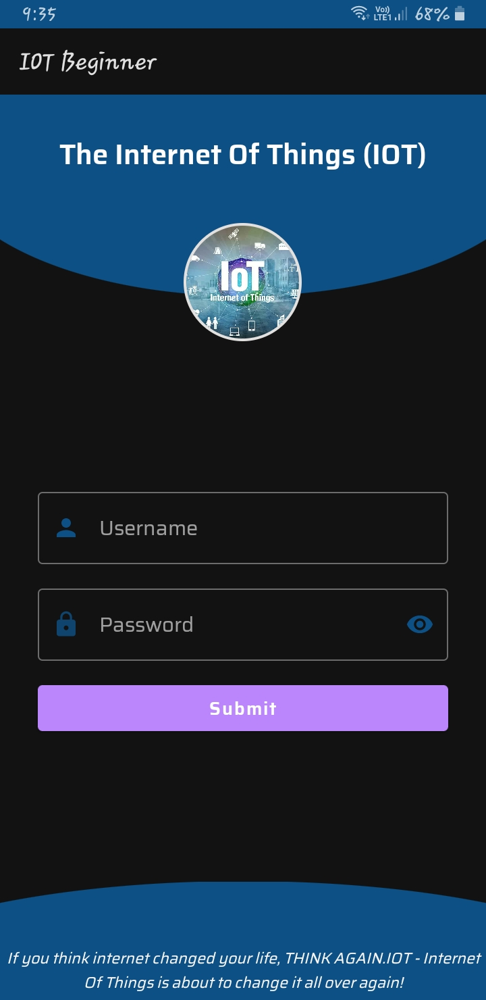 9:35
Vo)) LTE1 68%
IOT Beginner
The Internet Of Things (IOT)
IoT
Internet of Things
Username
Password
Submit
If you think internet changed your life, THINK AGAIN.IOT - Internet
Of Things is about to change it all over again!